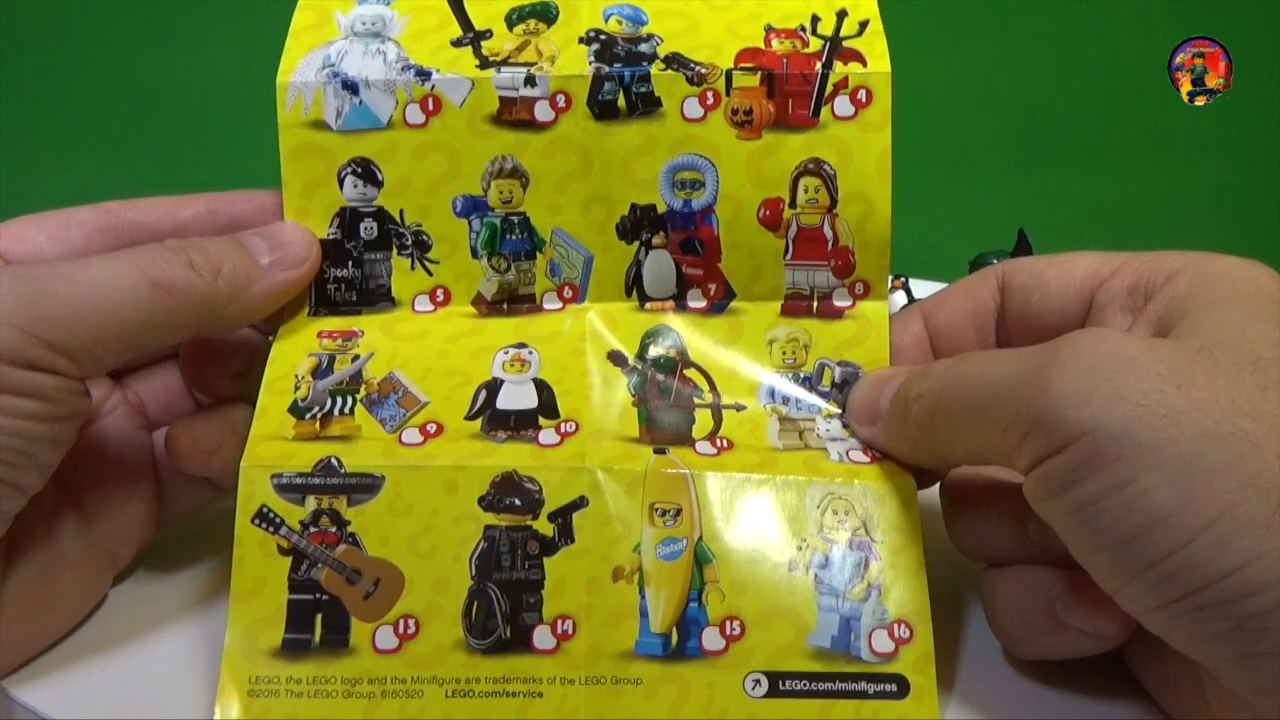 1
2
3
4
Spooky
Tales
5
6
7
8
9
10
11
BANANA!
13
14
15
16
LEGO, the LEGO logo and the Minifigure are trademarks of the LEGO Group.
©2016 The LEGO Group. 6160520 LEGO.com/service
LEGO.com/minifigures